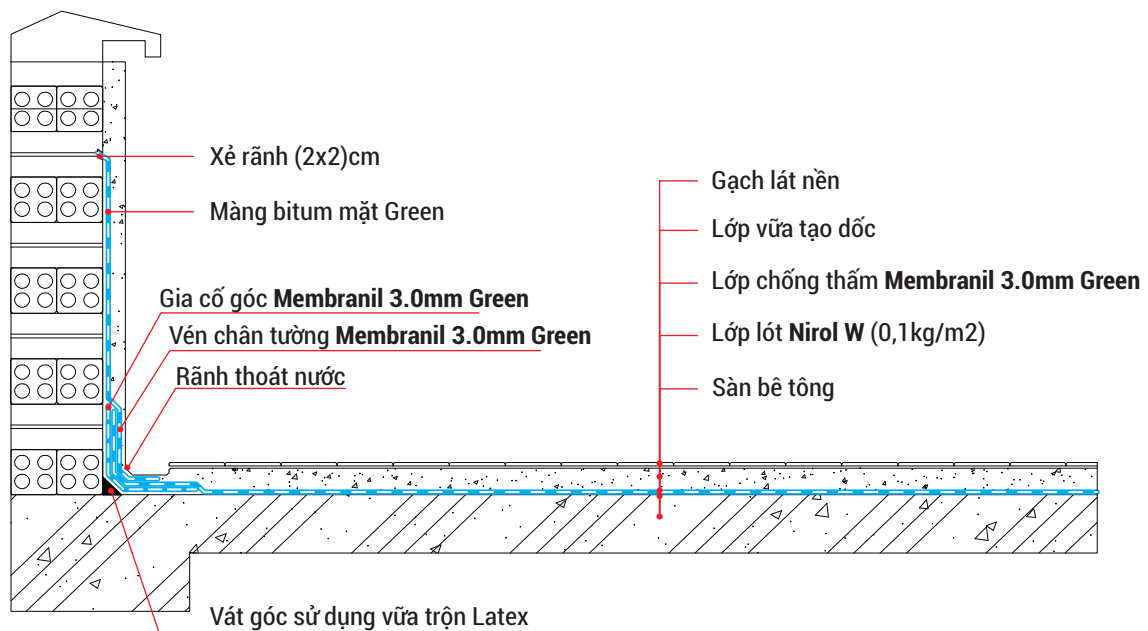 Xẻ rãnh (2x2)cm
Màng bitum mặt Green
Gia cố góc Membranil 3.0mm Green
Vén chân tường Membranil 3.0mm Green
Rãnh thoát nước
Gạch lát nền
Lớp vữa tạo dốc
Lớp chống thấm Membranil 3.0mm Green
Lớp lót Nirol W (0,1kg/m2)
Sàn bê tông
Vát góc sử dụng vữa trộn Latex